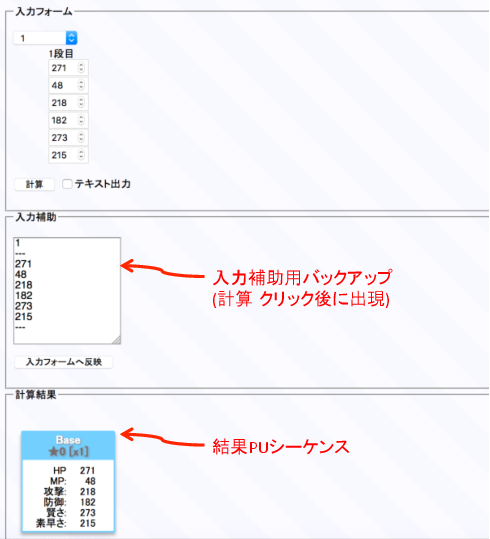 入力フォーム
1
1段目
271
48
218
182
273
215
計算 テキスト出力
入力補助
1
---
271
48
218
182
273
215
---
入力補助用バックアップ
(計算 クリック後に出現)
入力フォームへ反映
計算結果
Base
★0 [x1]
結果PUシーケンス
HP 271
MP: 48
攻撃: 218
防御: 182
賢さ: 273
素早さ: 215